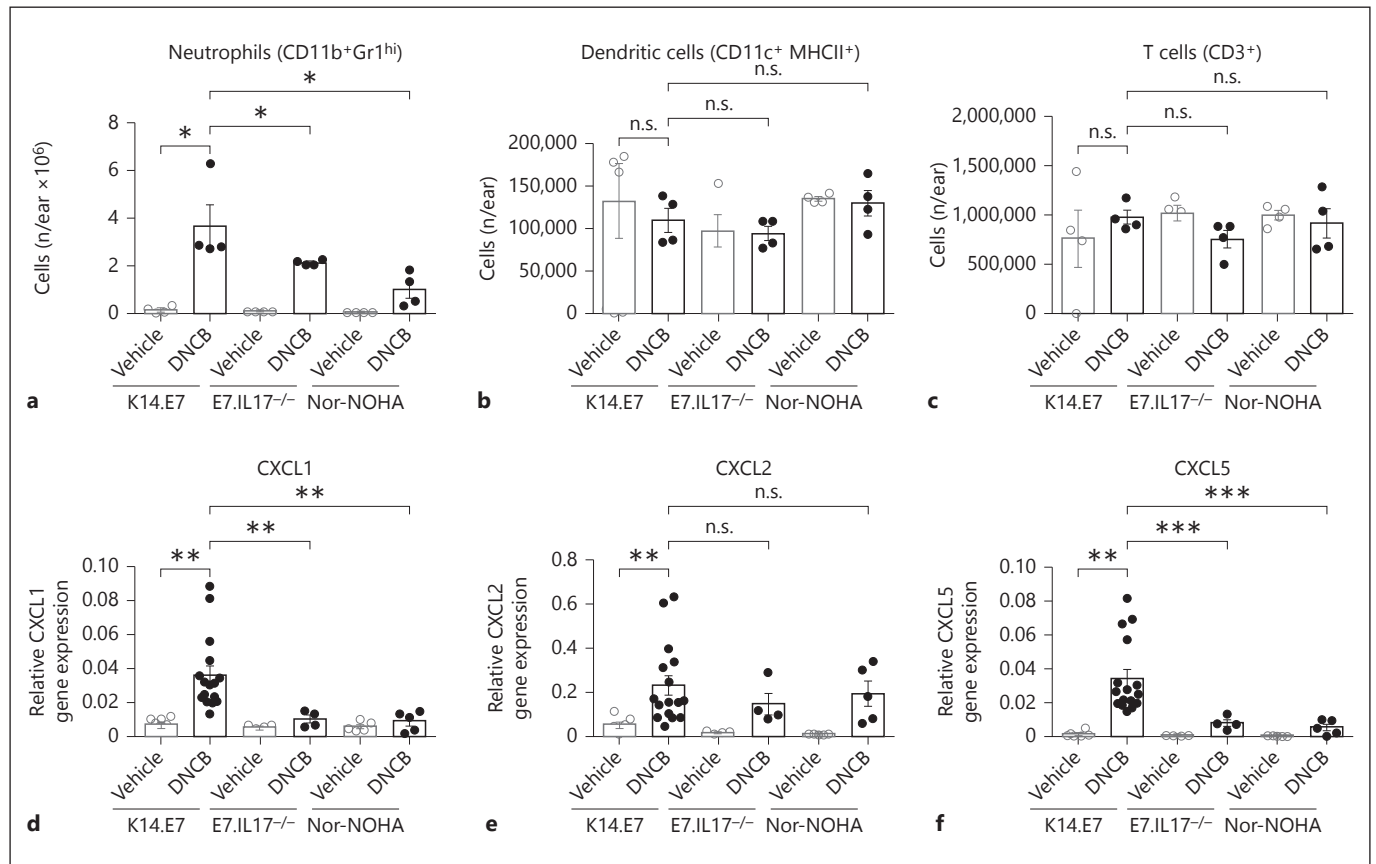 Neutrophils (CD11b⁺Gr1ʰⁱ)
*
*
*
Cells (n/ear ×10⁶)
8
6
4
2
0
Vehicle
DNCB
Vehicle
DNCB
Vehicle
DNCB
a
K14.E7
E7.IL17⁻/⁻
Nor-NOHA
Dendritic cells (CD11c⁺ MHCII⁺)
n.s.
n.s.
n.s.
Cells (n/ear)
200,000
150,000
100,000
50,000
0
Vehicle
DNCB
Vehicle
DNCB
Vehicle
DNCB
b
K14.E7
E7.IL17⁻/⁻
Nor-NOHA
T cells (CD3⁺)
n.s.
n.s.
n.s.
Cells (n/ear)
2,000,000
1,500,000
1,000,000
500,000
0
Vehicle
DNCB
Vehicle
DNCB
Vehicle
DNCB
c
K14.E7
E7.IL17⁻/⁻
Nor-NOHA
CXCL1
**
**
**
Relative CXCL1
gene expression
0.10
0.08
0.06
0.04
0.02
0
Vehicle
DNCB
Vehicle
DNCB
Vehicle
DNCB
d
K14.E7
E7.IL17⁻/⁻
Nor-NOHA
CXCL2
n.s.
n.s.
**
Relative CXCL2
gene expression
0.8
0.6
0.4
0.2
0
Vehicle
DNCB
Vehicle
DNCB
Vehicle
DNCB
e
K14.E7
E7.IL17⁻/⁻
Nor-NOHA
CXCL5
***
***
**
Relative CXCL5
gene expression
0.10
0.08
0.06
0.04
0.02
0
Vehicle
DNCB
Vehicle
DNCB
Vehicle
DNCB
f
K14.E7
E7.IL17⁻/⁻
Nor-NOHA